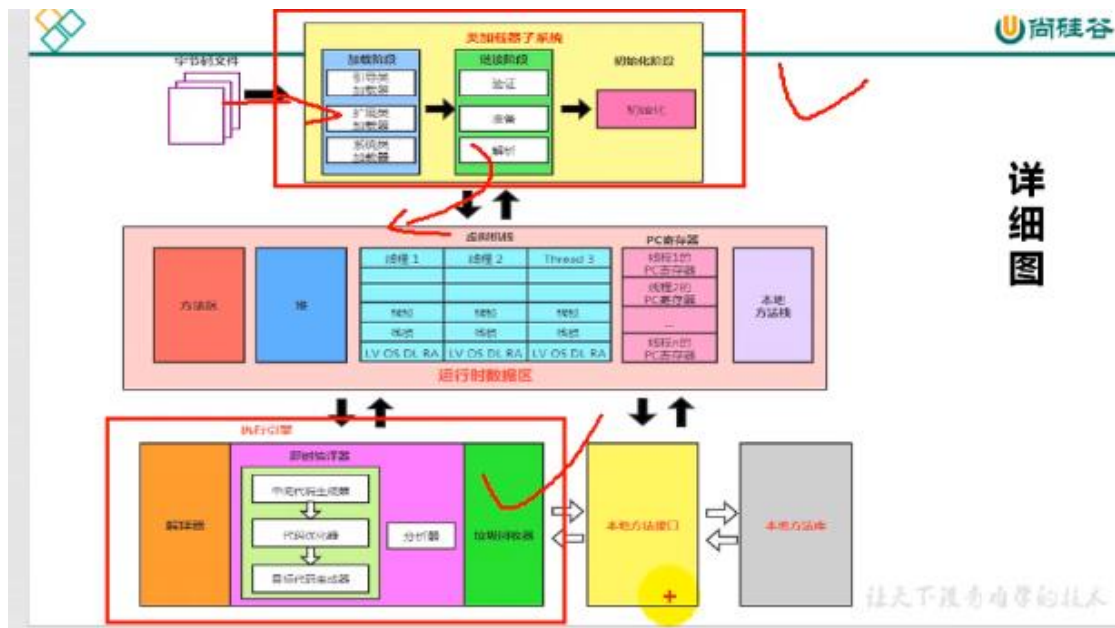 尚硅谷
详细图
类加载器子系统
字节码文件
加载阶段
链接阶段
初始化阶段
引导类
加载器
扩展类
加载器
系统类
加载器
验证
准备
解析
初始化
虚拟机栈
PC寄存器
方法区
堆
线程 1
线程 2
Thread 3
栈帧
栈帧
栈帧
栈帧
栈帧
栈帧
LV OS DL RA
LV OS DL RA
LV OS DL RA
线程1的
PC寄存器
线程2的
PC寄存器
...
线程n的
PC寄存器
本地
方法栈
运行时数据区
执行引擎
解释器
即时编译器
中间代码生成器
代码优化器
目标代码生成器
分析器
垃圾回收器
本地方法接口
本地方法库
让天下没有难学的技术